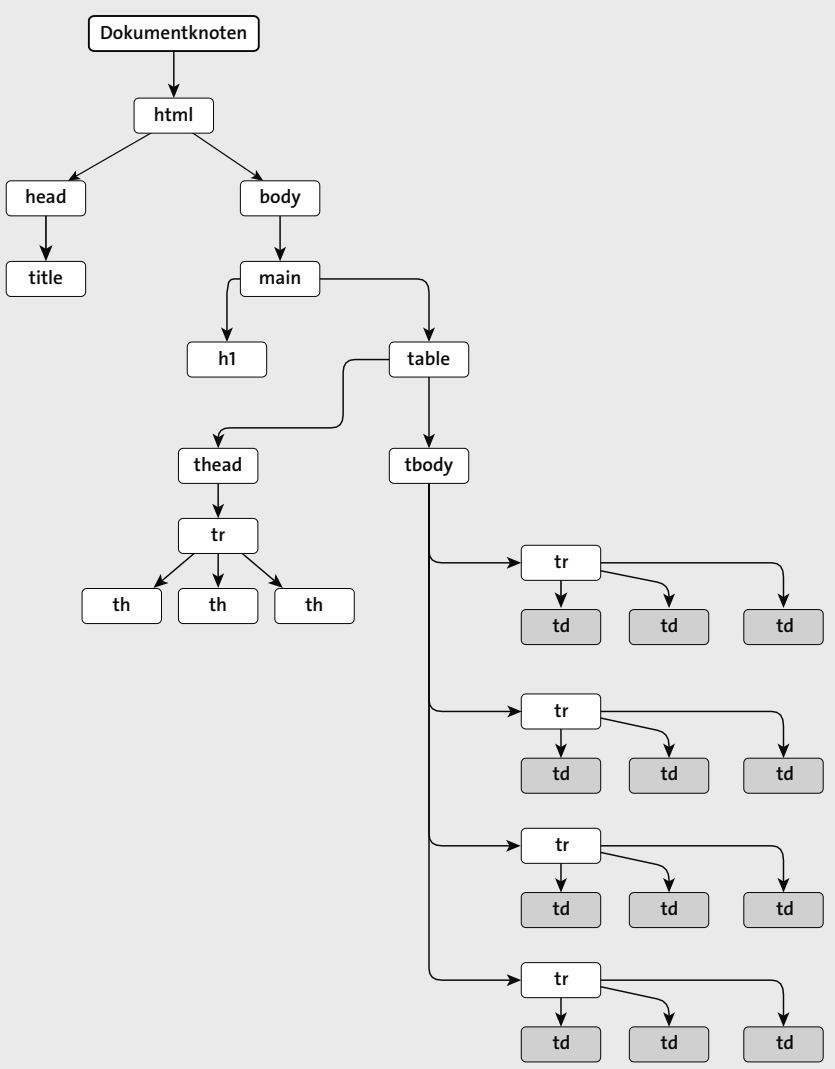 Dokumentknoten
html
head
body
title
main
h1
table
thead
tbody
tr
th
th
th
tr
td
td
td
tr
td
td
td
tr
td
td
td
tr
td
td
td